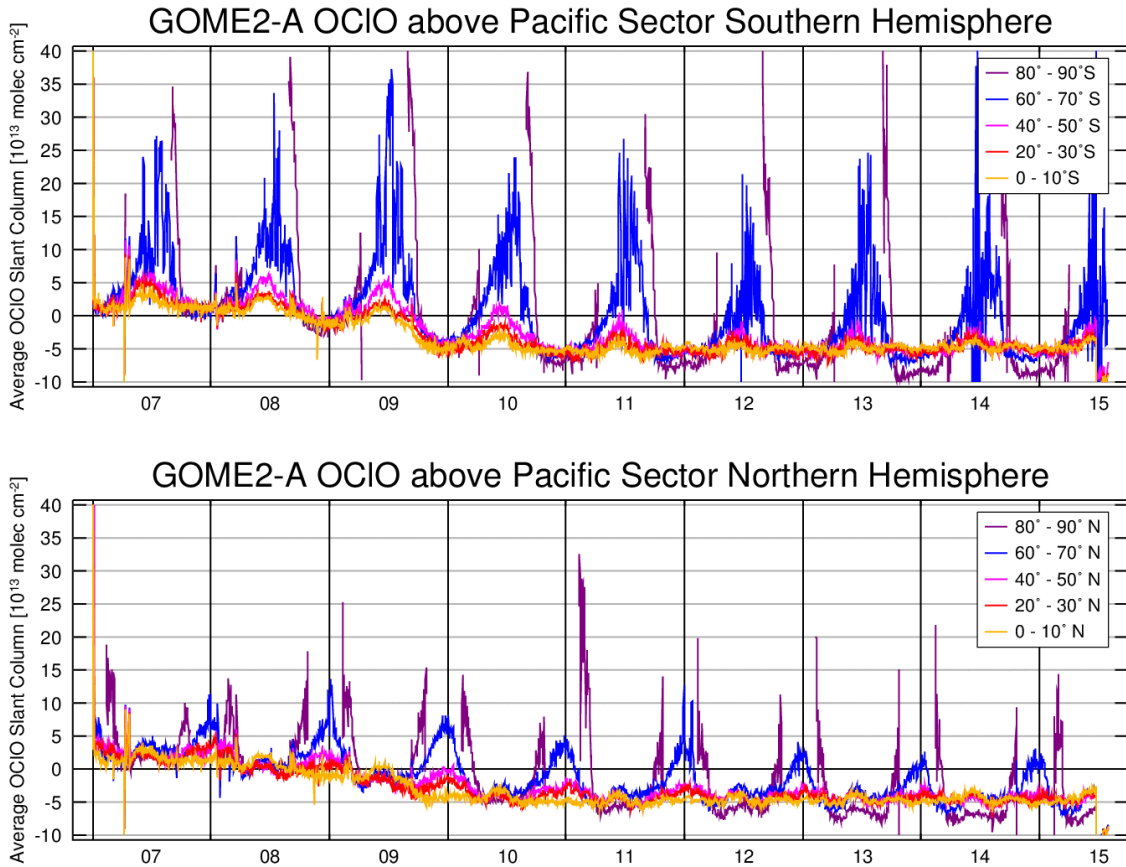 GOME2-A OClO above Pacific Sector Southern Hemisphere
Average OClO Slant Column [10¹³ molec cm⁻²]
40
35
30
25
20
15
10
5
0
-5
-10
80° - 90°S
60° - 70° S
40° - 50° S
20° - 30°S
0 - 10°S
07 08 09 10 11 12 13 14 15
GOME2-A OClO above Pacific Sector Northern Hemisphere
Average OClO Slant Column [10¹³ molec cm⁻²]
40
35
30
25
20
15
10
5
0
-5
-10
80° - 90° N
60° - 70° N
40° - 50° N
20° - 30° N
0 - 10° N
07 08 09 10 11 12 13 14 15